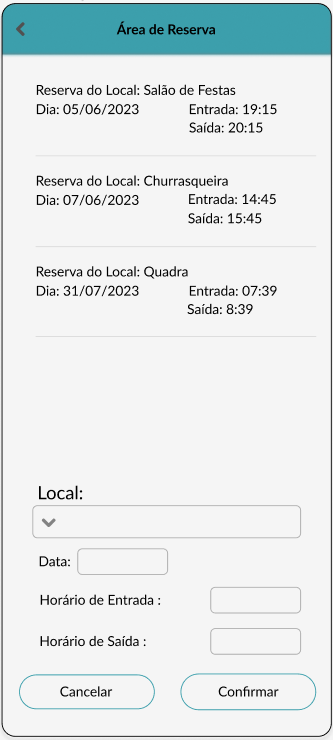 Área de Reserva
Reserva do Local: Salão de Festas
Dia: 05/06/2023 Entrada: 19:15
Saída: 20:15
Reserva do Local: Churrasqueira
Dia: 07/06/2023 Entrada: 14:45
Saída: 15:45
Reserva do Local: Quadra
Dia: 31/07/2023 Entrada: 07:39
Saída: 8:39
Local:
Data:
Horário de Entrada :
Horário de Saída :
Cancelar Confirmar